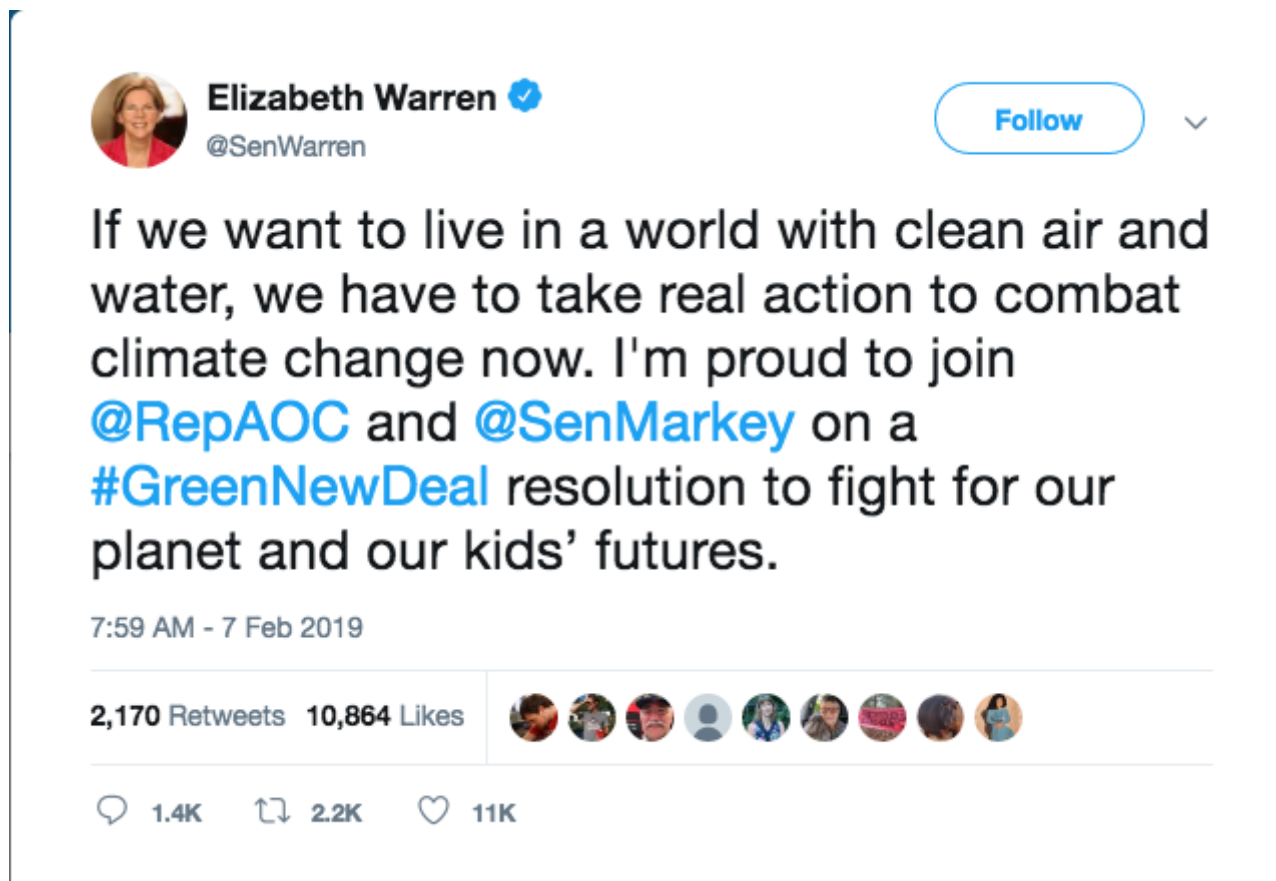 Elizabeth Warren
@SenWarren
Follow
If we want to live in a world with clean air and
water, we have to take real action to combat
climate change now. I'm proud to join
@RepAOC and @SenMarkey on a
#GreenNewDeal resolution to fight for our
planet and our kids’ futures.
7:59 AM - 7 Feb 2019
2,170 Retweets 10,864 Likes
1.4K 2.2K 11K